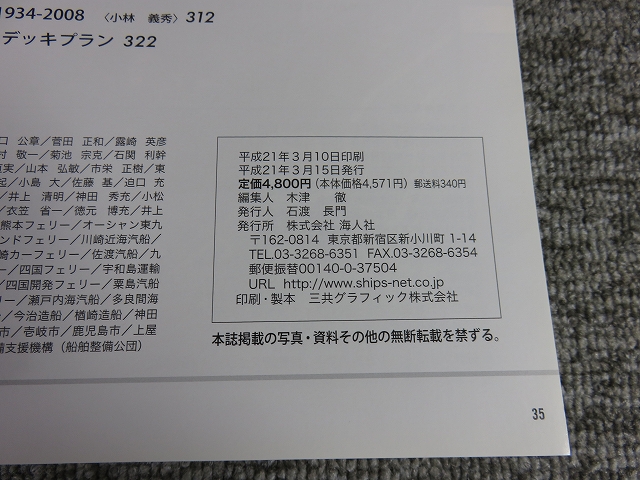 1934-2008 〈小林 義秀〉312
デッキプラン 322
口 公章／菅田 正和／露崎 英彦
村 敬一／菊池 宗克／石関 利幹
真実／山本 弘敏／市栄 正樹／東
起／小島 大／佐藤 基／迫口 充
／井上 清明／神田 秀充／小松
／衣笠 省一／徳元 博充／井上
熊本フェリー／オーシャン東九
ンドフェリー／川崎近海汽船／
崎カーフェリー／佐渡汽船／九
ー／四国フェリー／宇和島運輸
／四国開発フェリー／粟島汽船
リー／瀬戸内海汽船／多良間海
／今治造船／楢崎造船／神田
市／壱岐市／鹿児島市／上屋
備支援機構（船舶整備公団）
平成21年3月10日印刷
平成21年3月15日発行
定価4,800円（本体価格4,571円）郵送料340円
編集人 木津 徹
発行人 石渡 長門
発行所 株式会社 海人社
〒162-0814 東京都新宿区新小川町 1-14
TEL.03-3268-6351 FAX.03-3268-6354
郵便振替00140-0-37504
URL http://www.ships-net.co.jp
印刷・製本 三共グラフィック株式会社
本誌掲載の写真・資料その他の無断転載を禁ずる。
35